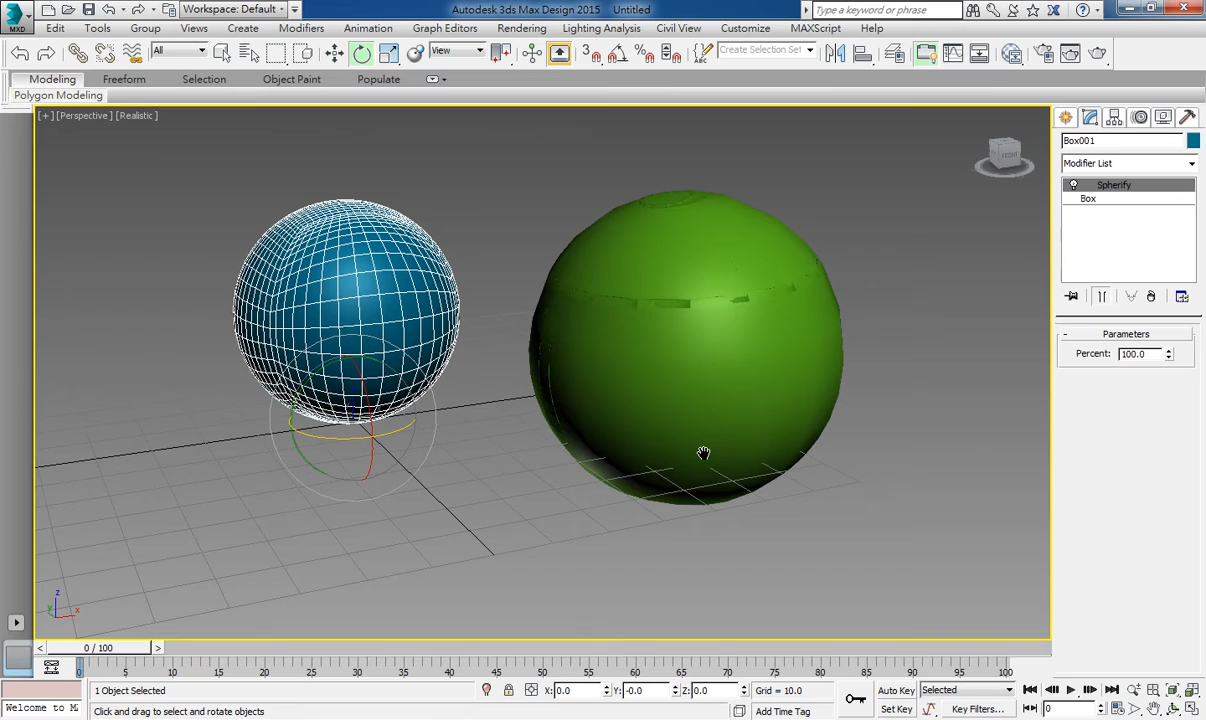 Workspace: Default
Autodesk 3ds Max Design 2015 Untitled
Type a keyword or phrase
MXD
Edit Tools Group Views Create Modifiers Animation Graph Editors Rendering Lighting Analysis Civil View Customize MAXScript Help
All
View
3
Create Selection Set
Modeling Freeform Selection Object Paint Populate
Polygon Modeling
[+] [Perspective ] [Realistic ]
FRONT
Box001
Modifier List
Spherify
Box
- Parameters
Percent: 100.0
z
y x
< 0 / 100 >
0 5 10 15 20 25 30 35 40 45 50 55 60 65 70 75 80 85 90 95 100
1 Object Selected X: 0.0 Y: -0.0 Z: 0.0 Grid = 10.0 Auto Key Selected
Welcome to Click and drag to select and rotate objects Add Time Tag Set Key Key Filters... 0